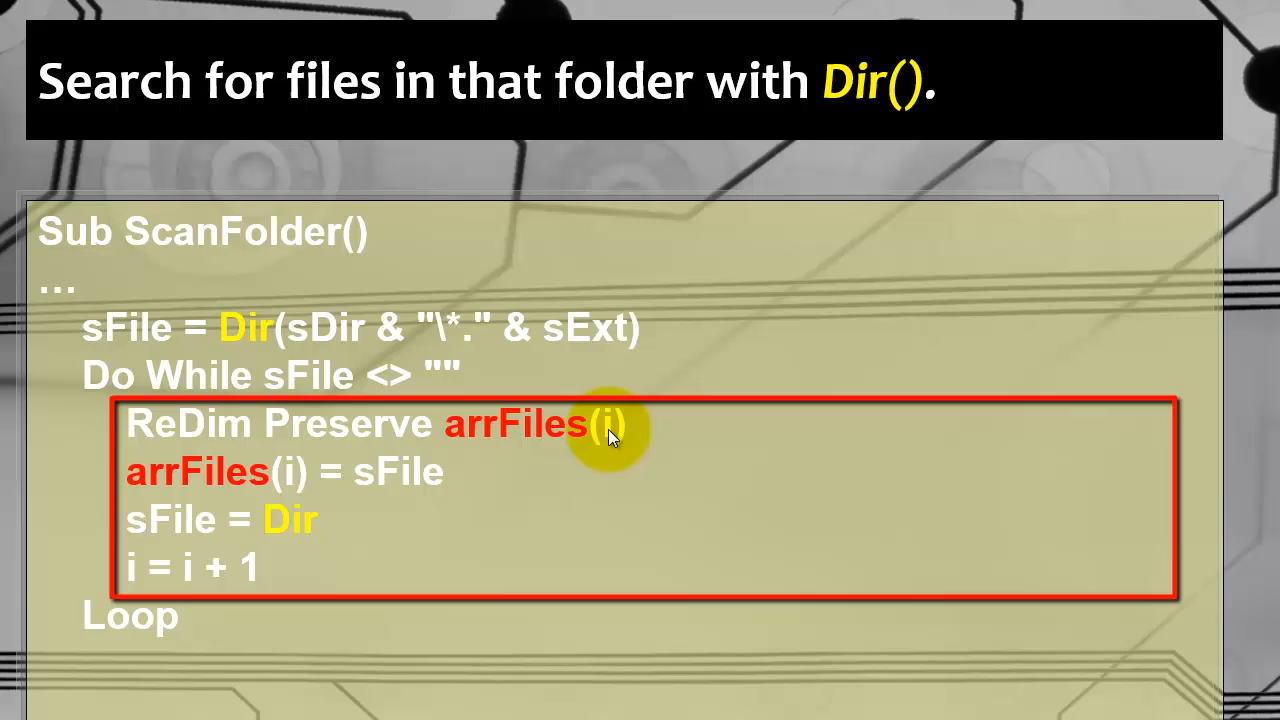 Search for files in that folder with Dir().
Sub ScanFolder()
...
sFile = Dir(sDir & "\*." & sExt)
Do While sFile <> ""
ReDim Preserve arrFiles(i)
arrFiles(i) = sFile
sFile = Dir
i = i + 1
Loop